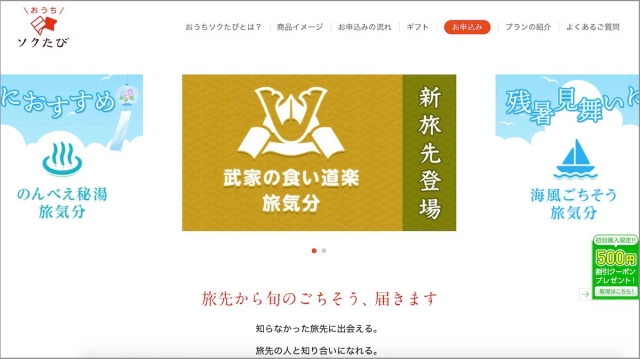 おうち
ソクたび
おうちソクたびとは？
商品イメージ
お申込みの流れ
ギフト
お申込み
プランの紹介
よくあるご質問
におすすめ
のんべえ秘湯
旅気分
武家の食い道楽
旅気分
新旅先登場
残暑見舞いに
海風ごちそう
旅気分
初回購入限定!!
500円
割引クーポン
プレゼント！
取得はこちら！
旅先から旬のごちそう、届きます
知らなかった旅先に出会える。
旅先の人と知り合いになれる。